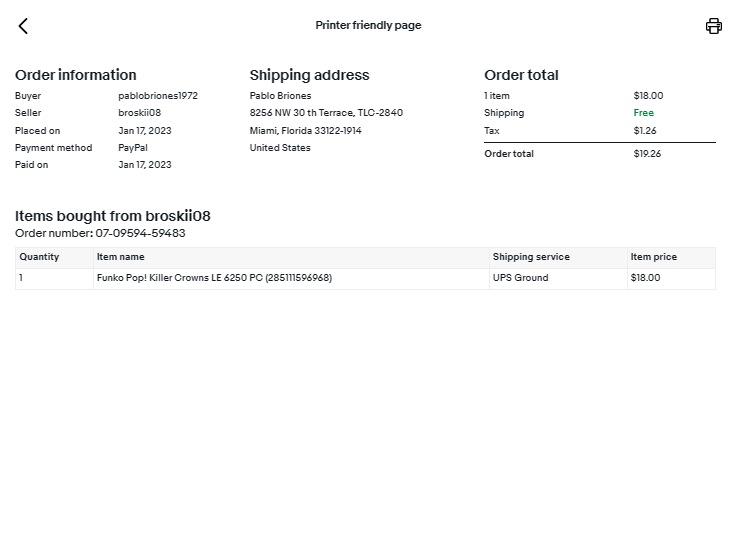 Printer friendly page
Order information
Buyer pablobriones1972
Seller broskii08
Placed on Jan 17, 2023
Payment method PayPal
Paid on Jan 17, 2023
Shipping address
Pablo Briones
8256 NW 30 th Terrace, TLC-2840
Miami, Florida 33122-1914
United States
Order total
1 item $18.00
Shipping Free
Tax $1.26
Order total $19.26
Items bought from broskii08
Order number: 07-09594-59483
Quantity Item name Shipping service Item price
1 Funko Pop! Killer Crowns LE 6250 PC (285111596968) UPS Ground $18.00